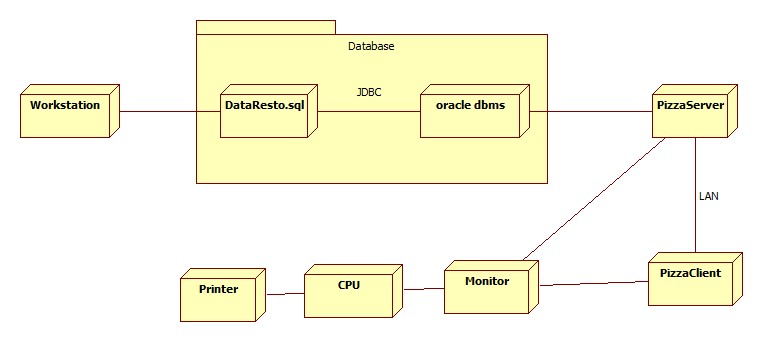 Database
Workstation
DataResto.sql
JDBC
oracle dbms
PizzaServer
LAN
Printer
CPU
Monitor
PizzaClient